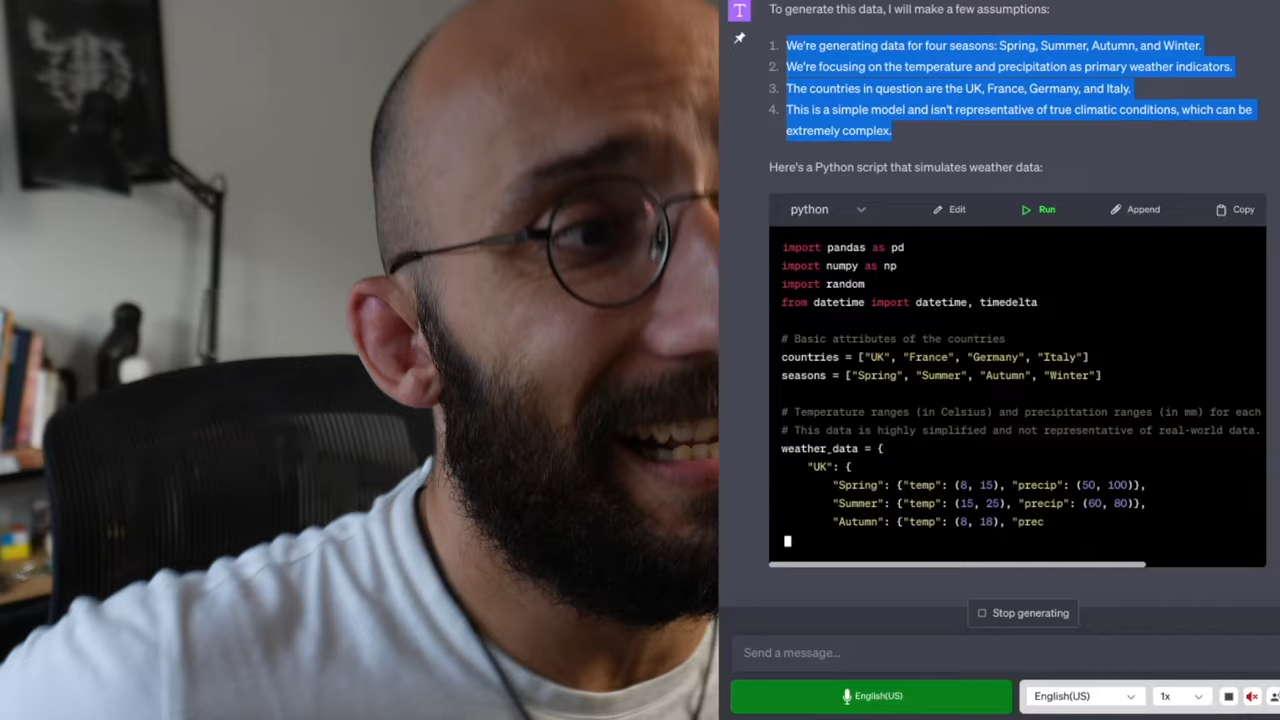 T
To generate this data, I will make a few assumptions:
1. We're generating data for four seasons: Spring, Summer, Autumn, and Winter.
2. We're focusing on the temperature and precipitation as primary weather indicators.
3. The countries in question are the UK, France, Germany, and Italy.
4. This is a simple model and isn't representative of true climatic conditions, which can be
extremely complex.
Here's a Python script that simulates weather data:
python Edit Run Append Copy
import pandas as pd
import numpy as np
import random
from datetime import datetime, timedelta
# Basic attributes of the countries
countries = ["UK", "France", "Germany", "Italy"]
seasons = ["Spring", "Summer", "Autumn", "Winter"]
# Temperature ranges (in Celsius) and precipitation ranges (in mm) for each
# This data is highly simplified and not representative of real-world data.
weather_data = {
"UK": {
"Spring": {"temp": (8, 15), "precip": (50, 100)},
"Summer": {"temp": (15, 25), "precip": (60, 80)},
"Autumn": {"temp": (8, 18), "prec
Stop generating
Send a message...
English(US) English(US) 1x